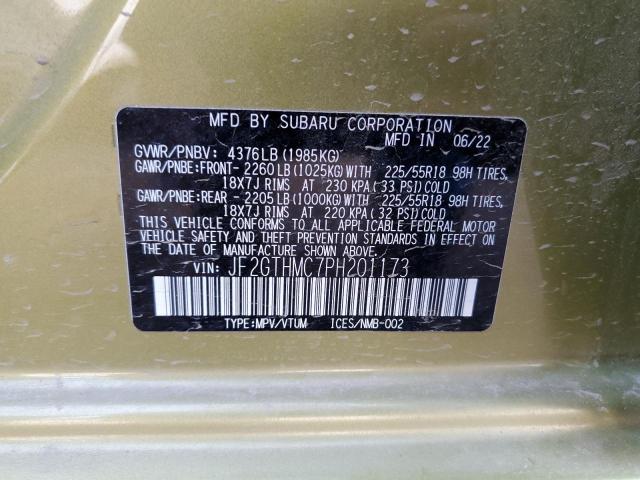 MFD BY SUBARU CORPORATION
MFD IN 06/22
GVWR/PNBV: 4376LB(1985KG)
GAWR/PNBE:FRONT- 2260LB(1025KG)WITH 225/55R18 98H TIRES,
18X7J RIMS AT 230 KPA(33 PSI)COLD
GAWR/PNBE:REAR - 2205LB(1000KG)WITH 225/55R18 98H TIRES,
18X7J RIMS AT 220 KPA(32 PSI)COLD
THIS VEHICLE CONFORMS TO ALL APPLICABLE FEDERAL MOTOR
VEHICLE SAFETY AND THEFT PREVENTION STANDARDS IN EFFECT
ON THE DATE OF MANUFACTURE SHOWN ABOVE.
VIN: JF2GTHMC7PH201173
TYPE:MPV/VTUM ICES/NMB-002